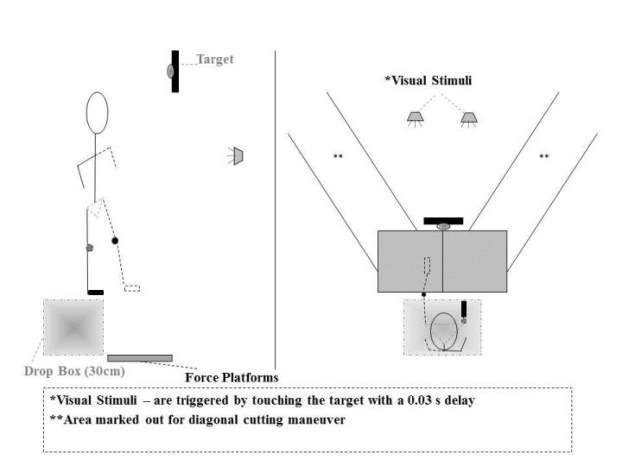 Target
*Visual Stimuli
**
**
Drop Box (30cm)
Force Platforms
*Visual Stimuli – are triggered by touching the target with a 0.03 s delay
**Area marked out for diagonal cutting maneuver